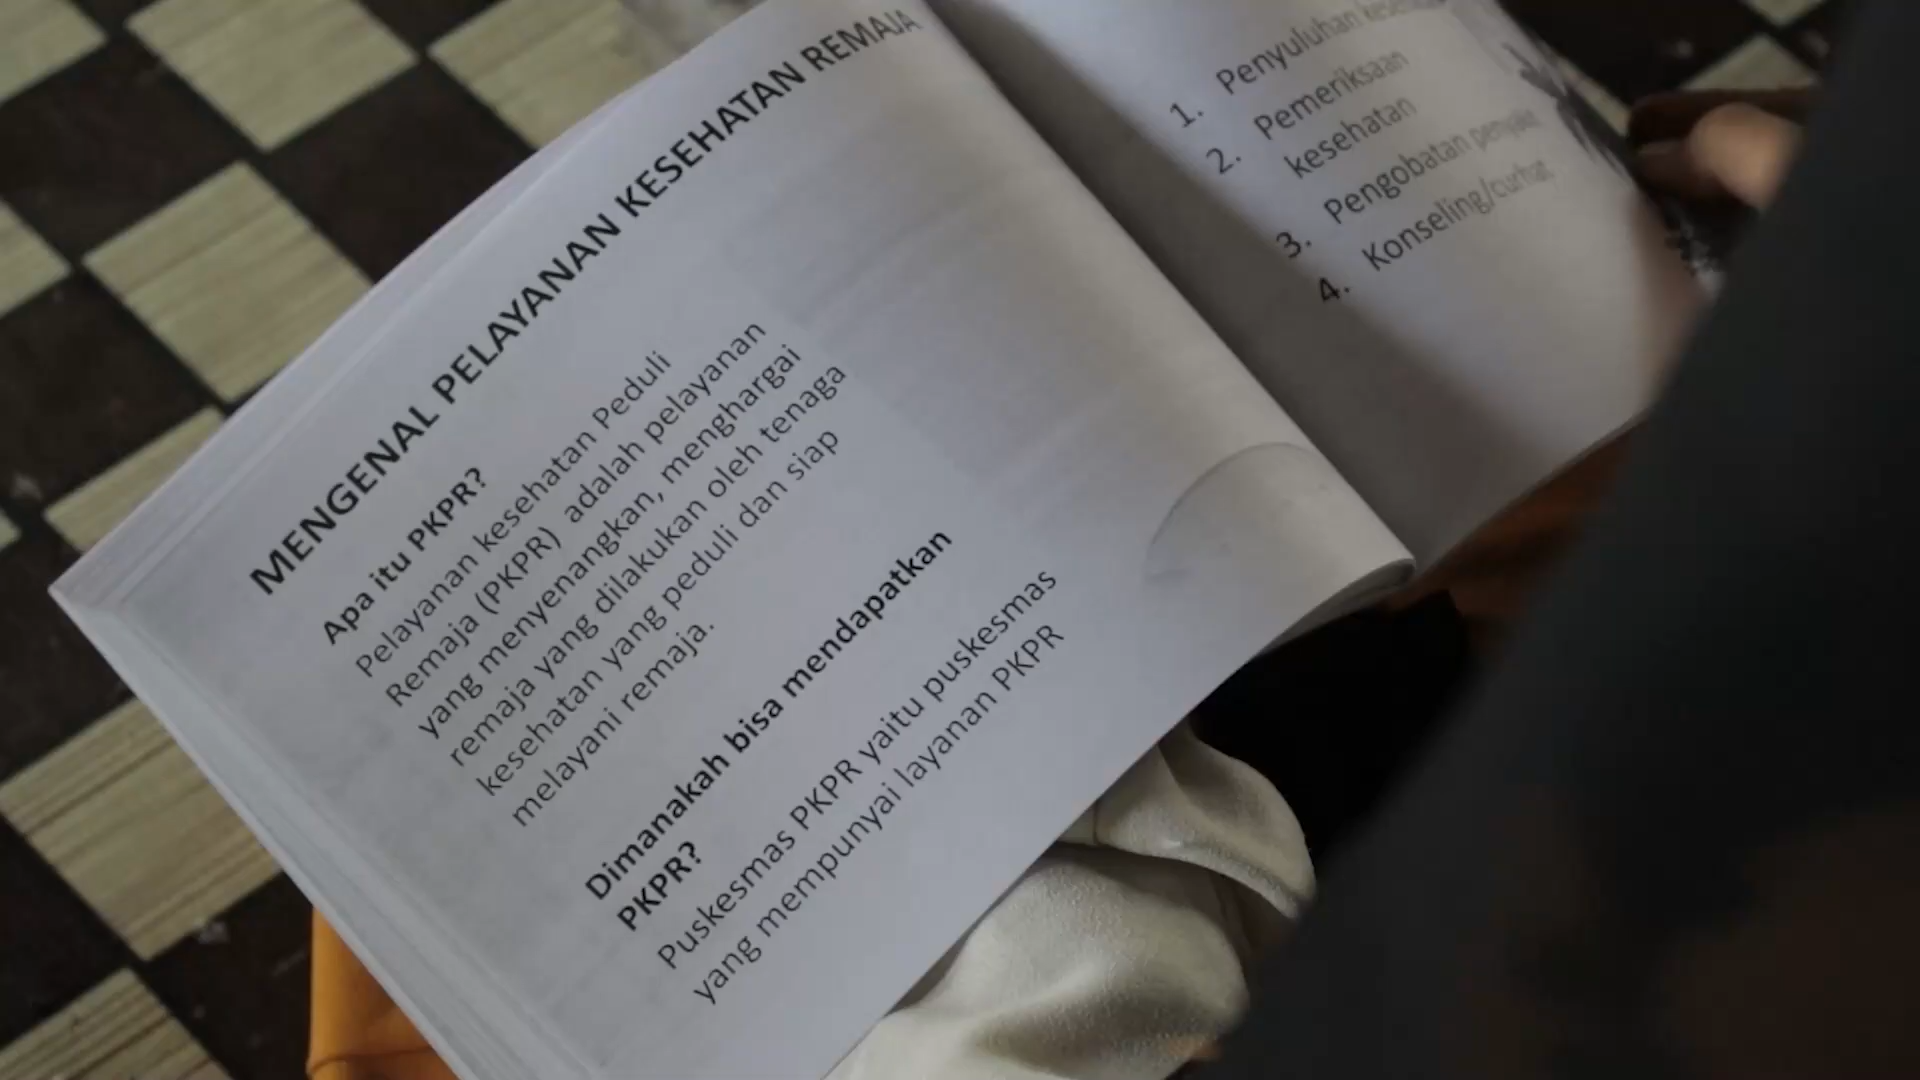 MENGENAL PELAYANAN KESEHATAN REMAJA
Apa itu PKPR?
Pelayanan kesehatan Peduli
Remaja (PKPR) adalah pelayanan
yang menyenangkan, menghargai
remaja yang dilakukan oleh tenaga
kesehatan yang peduli dan siap
melayani remaja.
Dimanakah bisa mendapatkan
PKPR?
Puskesmas PKPR yaitu puskesmas
yang mempunyai layanan PKPR
1. Penyuluhan kesehatan
2. Pemeriksaan
kesehatan
3. Pengobatan penyakit
4. Konseling/curhat